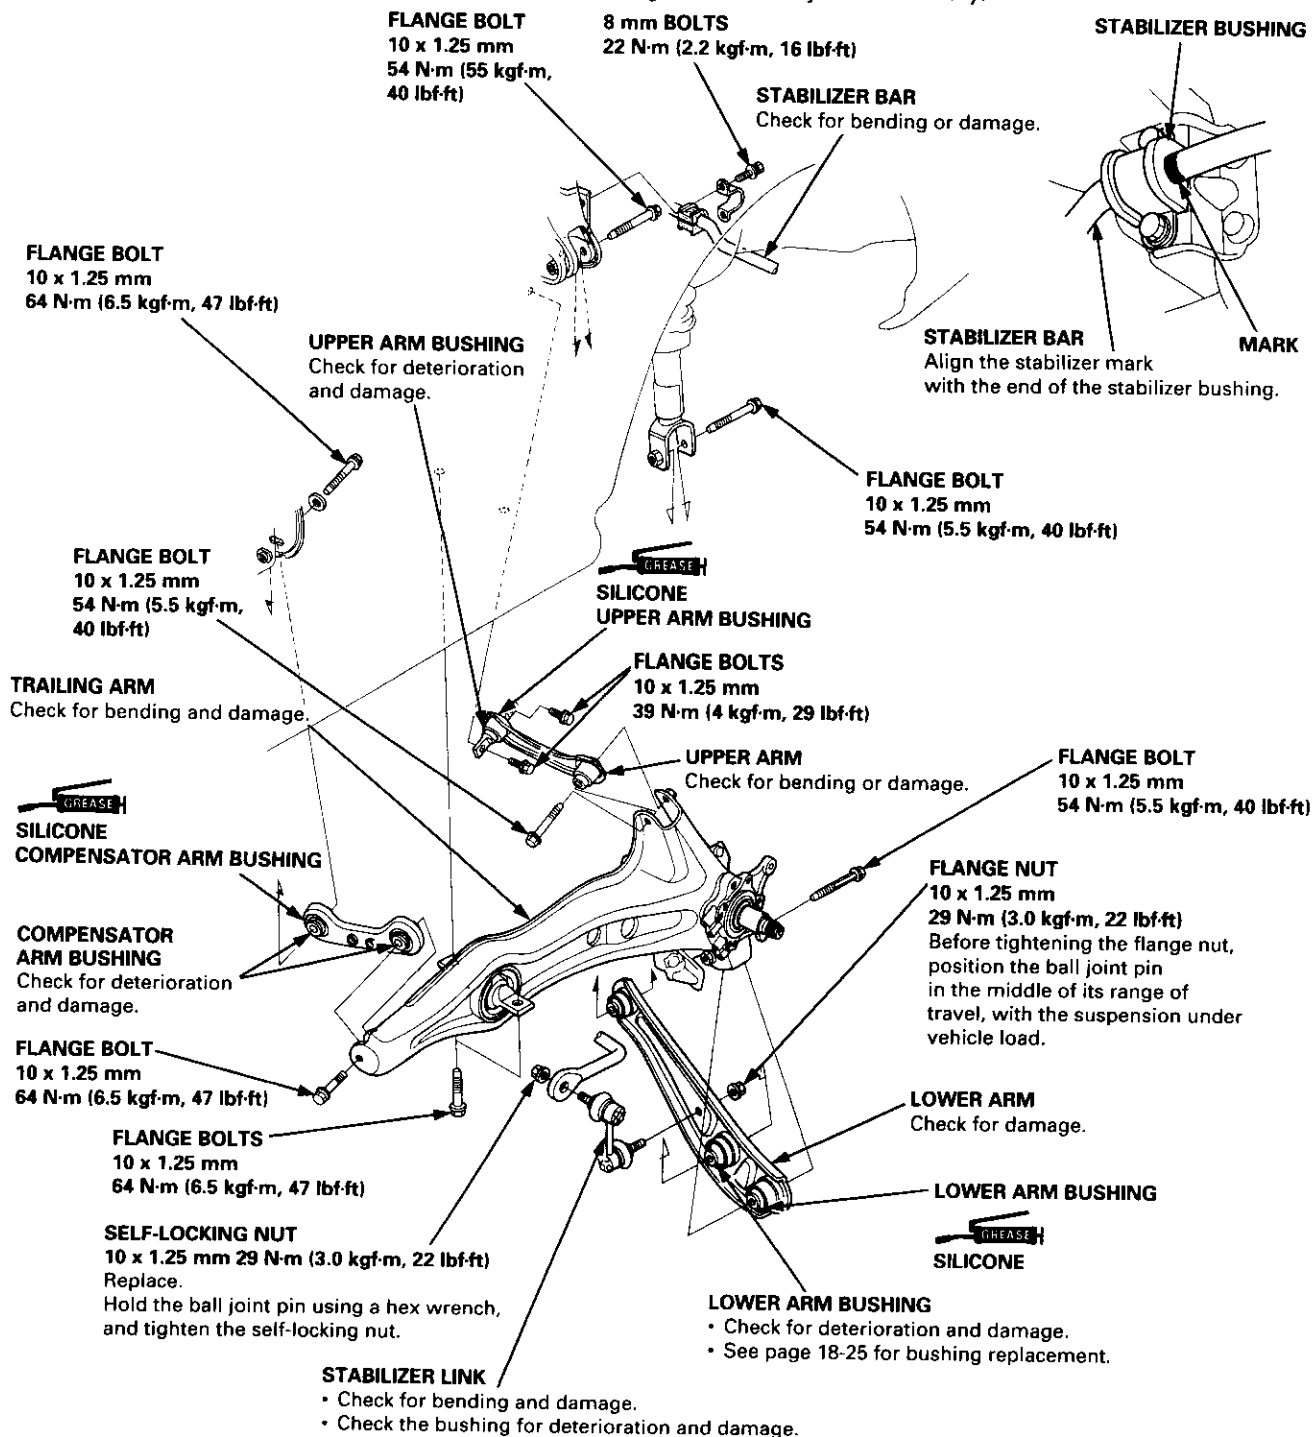 FLANGE BOLT
10 x 1.25 mm
54 N·m (55 kgf·m,
40 lbf·ft)
8 mm BOLTS
22 N·m (2.2 kgf·m, 16 lbf·ft)
STABILIZER BAR
Check for bending or damage.
STABILIZER BUSHING
FLANGE BOLT
10 x 1.25 mm
64 N·m (6.5 kgf·m, 47 lbf·ft)
UPPER ARM BUSHING
Check for deterioration
and damage.
STABILIZER BAR
Align the stabilizer mark
with the end of the stabilizer bushing.
MARK
FLANGE BOLT
10 x 1.25 mm
54 N·m (5.5 kgf·m, 40 lbf·ft)
FLANGE BOLT
10 x 1.25 mm
54 N·m (5.5 kgf·m,
40 lbf·ft)
GREASE
SILICONE
UPPER ARM BUSHING
FLANGE BOLTS
10 x 1.25 mm
39 N·m (4 kgf·m, 29 lbf·ft)
TRAILING ARM
Check for bending and damage.
UPPER ARM
Check for bending or damage.
FLANGE BOLT
10 x 1.25 mm
54 N·m (5.5 kgf·m, 40 lbf·ft)
GREASE
SILICONE
COMPENSATOR ARM BUSHING
FLANGE NUT
10 x 1.25 mm
29 N·m (3.0 kgf·m, 22 lbf·ft)
Before tightening the flange nut,
position the ball joint pin
in the middle of its range of
travel, with the suspension under
vehicle load.
COMPENSATOR
ARM BUSHING
Check for deterioration
and damage.
FLANGE BOLT
10 x 1.25 mm
64 N·m (6.5 kgf·m, 47 lbf·ft)
LOWER ARM
Check for damage.
FLANGE BOLTS
10 x 1.25 mm
64 N·m (6.5 kgf·m, 47 lbf·ft)
LOWER ARM BUSHING
GREASE
SILICONE
SELF-LOCKING NUT
10 x 1.25 mm 29 N·m (3.0 kgf·m, 22 lbf·ft)
Replace.
Hold the ball joint pin using a hex wrench,
and tighten the self-locking nut.
LOWER ARM BUSHING
• Check for deterioration and damage.
• See page 18-25 for bushing replacement.
STABILIZER LINK
• Check for bending and damage.
• Check the bushing for deterioration and damage.